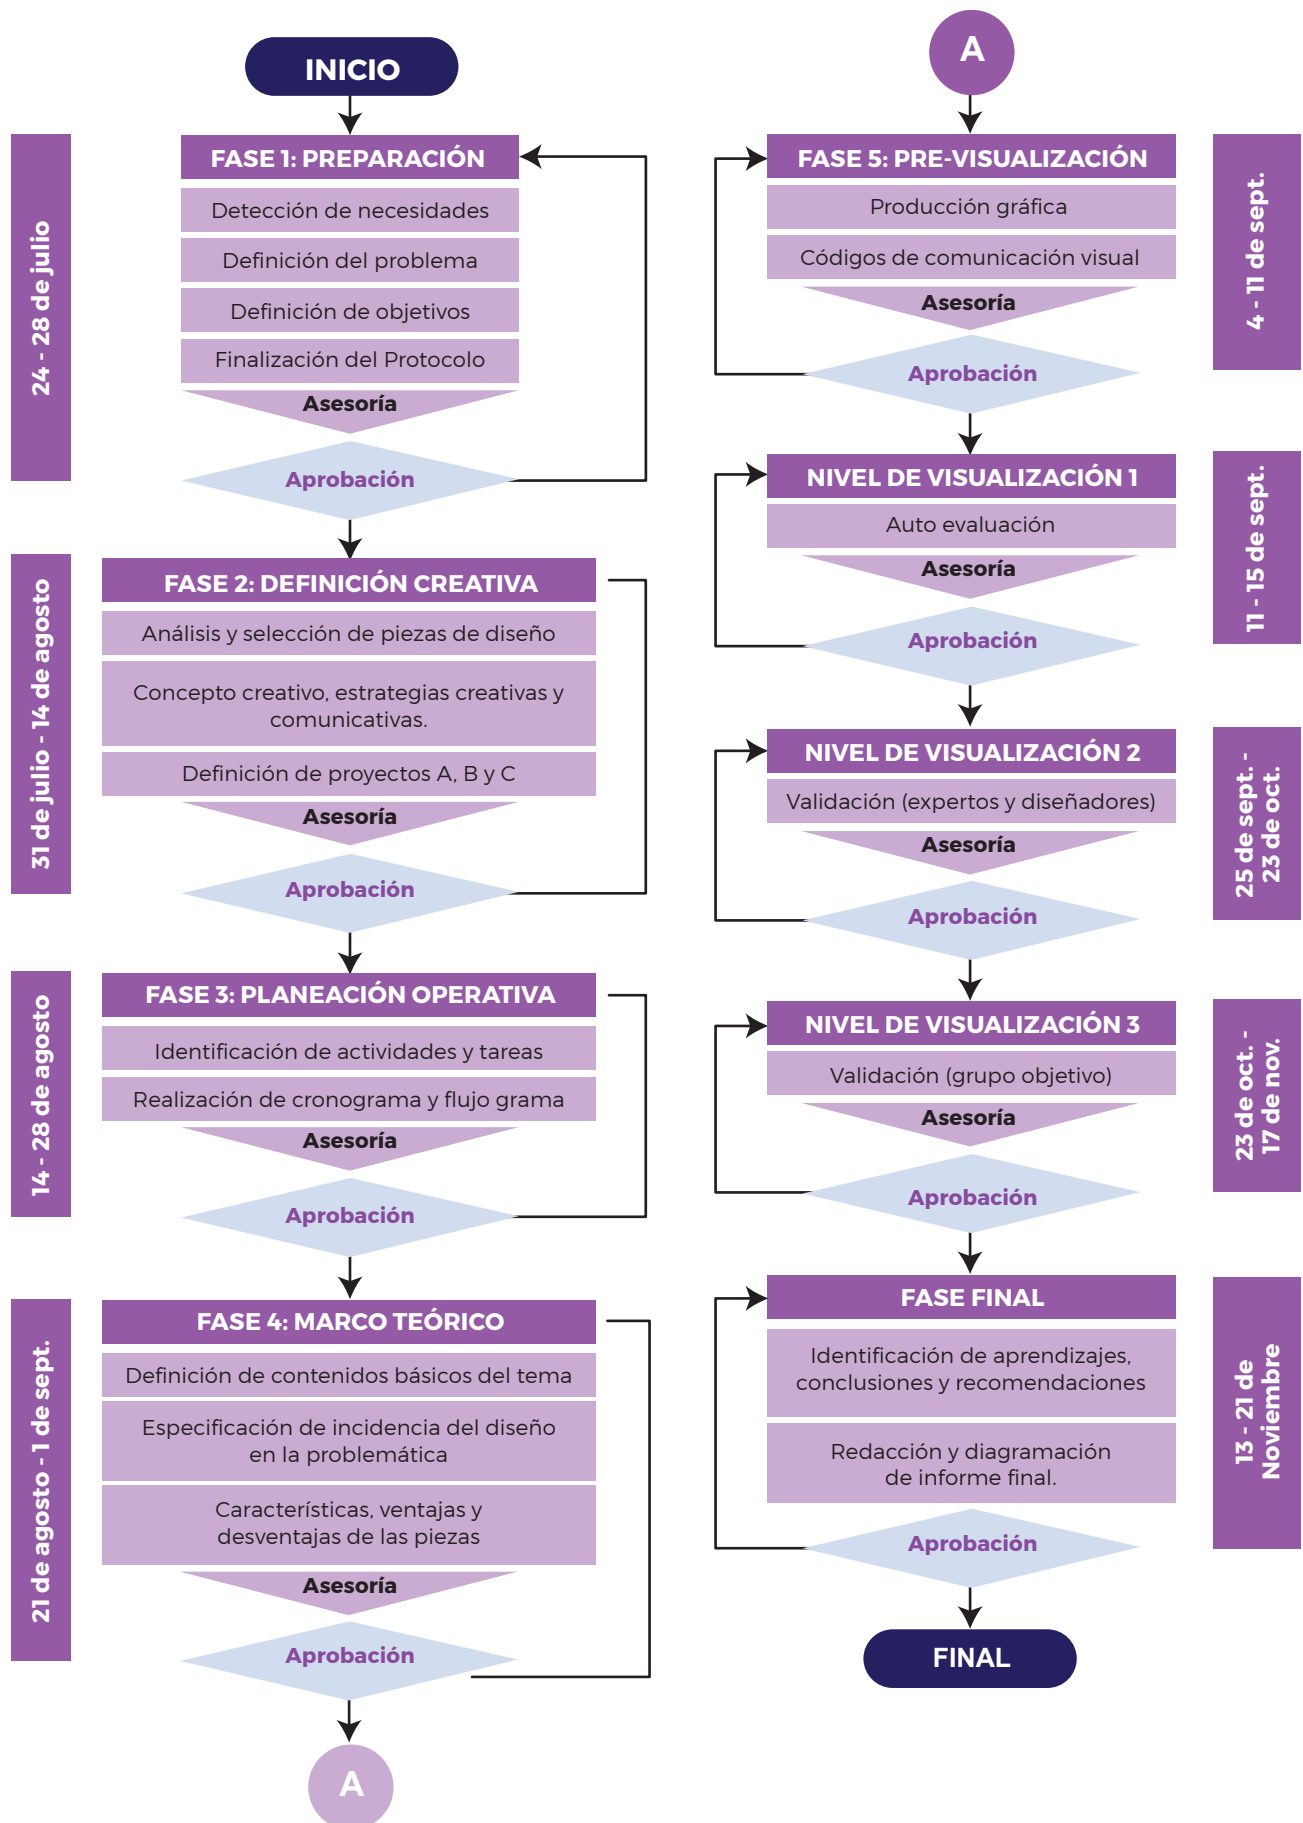 INICIO
24 - 28 de julio
FASE 1: PREPARACIÓN
Detección de necesidades
Definición del problema
Definición de objetivos
Finalización del Protocolo
Asesoría
Aprobación
31 de julio - 14 de agosto
FASE 2: DEFINICIÓN CREATIVA
Análisis y selección de piezas de diseño
Concepto creativo, estrategias creativas y
comunicativas.
Definición de proyectos A, B y C
Asesoría
Aprobación
14 - 28 de agosto
FASE 3: PLANEACIÓN OPERATIVA
Identificación de actividades y tareas
Realización de cronograma y flujo grama
Asesoría
Aprobación
21 de agosto - 1 de sept.
FASE 4: MARCO TEÓRICO
Definición de contenidos básicos del tema
Especificación de incidencia del diseño
en la problemática
Característicias, ventajas y
desventajas de las piezas
Asesoría
Aprobación
A
A
FASE 5: PRE-VISUALIZACIÓN
Producción gráfica
Códigos de comunicación visual
Asesoría
Aprobación
4 - 11 de sept.
NIVEL DE VISUALIZACIÓN 1
Auto evaluación
Asesoría
Aprobación
11 - 15 de sept.
NIVEL DE VISUALIZACIÓN 2
Validación (expertos y diseñadores)
Asesoría
Aprobación
25 de sept. -
23 de oct.
NIVEL DE VISUALIZACIÓN 3
Validación (grupo objetivo)
Asesoría
Aprobación
23 de oct. -
17 de nov.
FASE FINAL
Identificación de aprendizajes,
conclusiones y recomendaciones
Redacción y diagramación
de informe final.
Aprobación
13 - 21 de
Noviembre
FINAL